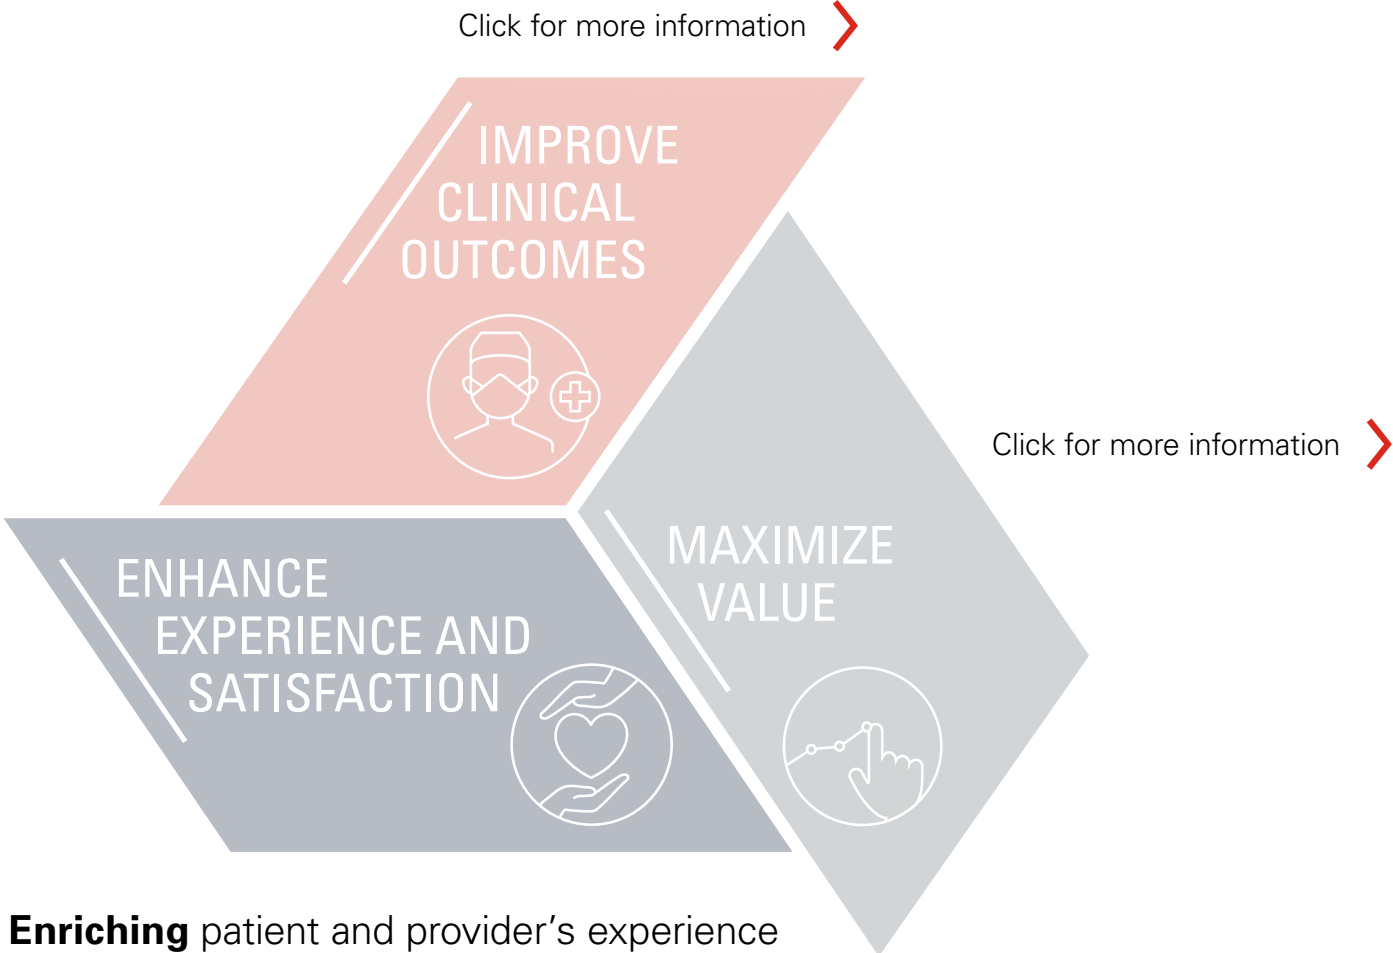 Click for more information
IMPROVE
CLINICAL
OUTCOMES
Click for more information
MAXIMIZE
VALUE
ENHANCE
EXPERIENCE AND
SATISFACTION
Enriching patient and provider’s experience